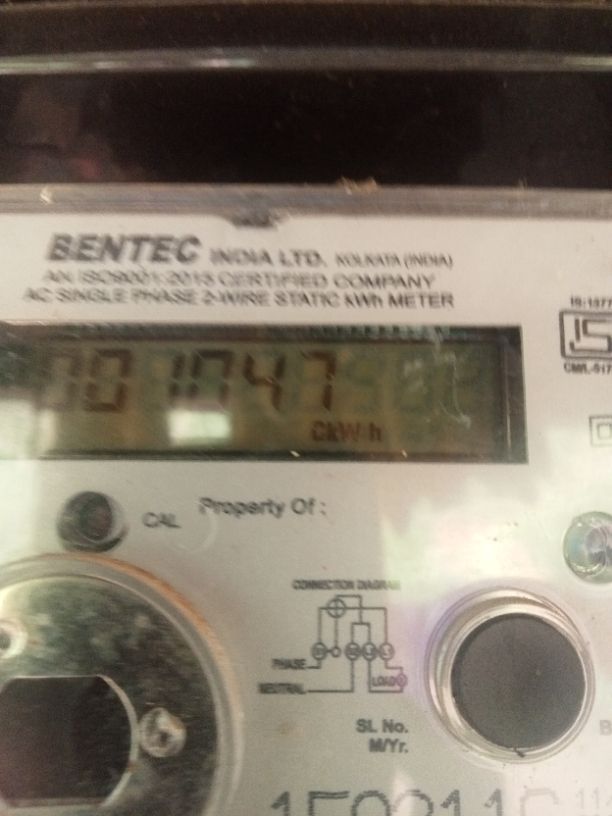 BENTEC INDIA LTD. KOLKATA (INDIA)
AN ISO9001:2015 CERTIFIED COMPANY
AC SINGLE PHASE 2-WIRE STATIC kWh METER
001047
CkWh
CAL
Property Of :
CONNECTION DIAGRAM
PHASE
NEUTRAL
LOAD
SL No.
M/Yr.